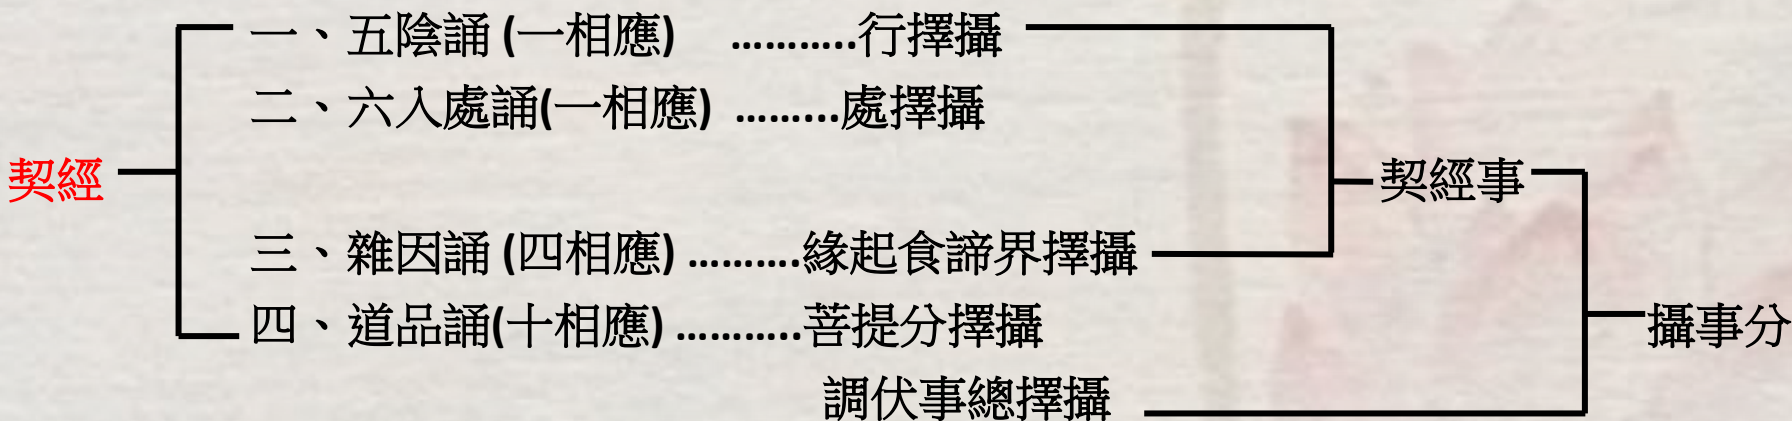 一、五陰誦 (一相應) ...........行擇攝
二、六入處誦(一相應) .........處擇攝
契經
契經事
三、雜因誦 (四相應) ..........緣起食諦界擇攝
四、道品誦(十相應) ...........菩提分擇攝
攝事分
調伏事總擇攝